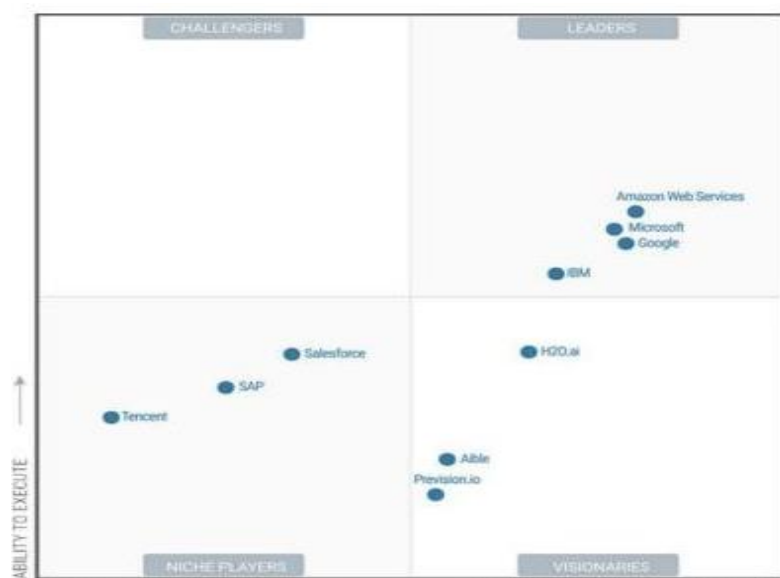 CHALLENGERS
LEADERS
Amazon Web Services
Microsoft
Google
IBM
Salesforce
H2O.ai
SAP
Tencent
Aible
Prevision.io
ABILITY TO EXECUTE
NICHE PLAYERS
VISIONARIES